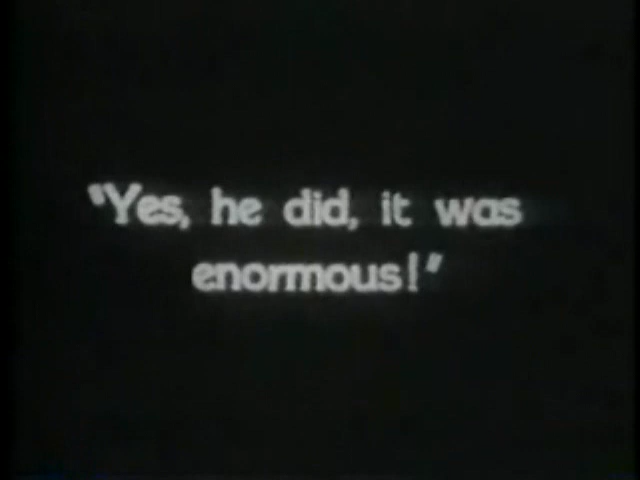 "Yes, he did, it was
enormous!"